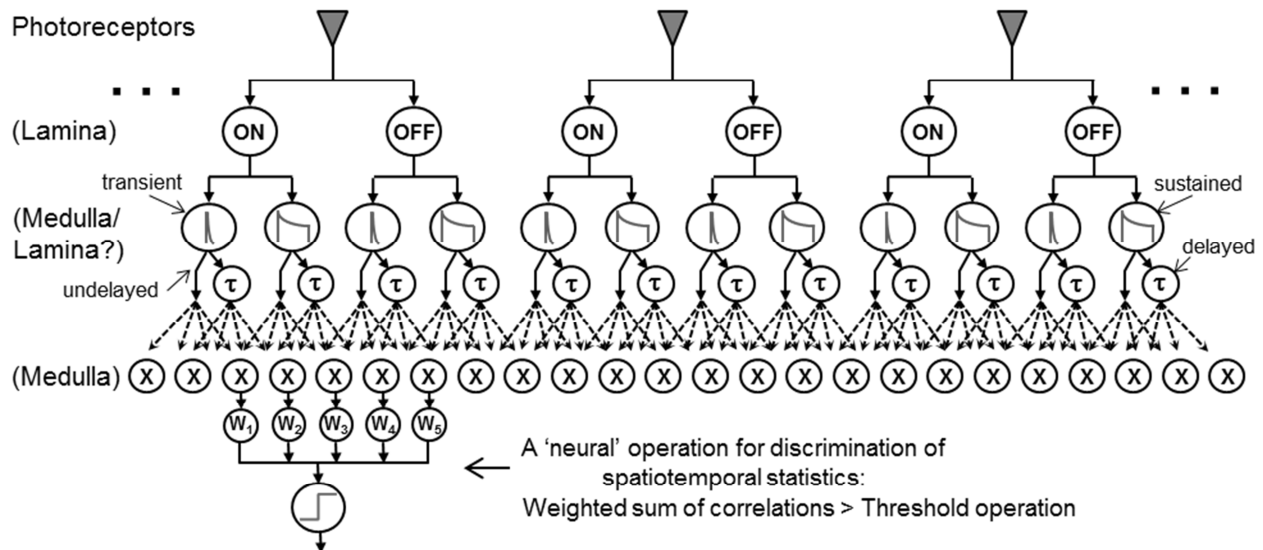 Photoreceptors
. . . . . .
(Lamina) ON OFF ON OFF ON OFF
transient sustained
(Medulla/
Lamina?)
delayed
undelayed τ τ τ τ τ τ τ τ τ τ τ τ
(Medulla) X X X X X X X X X X X X X X X X X X X X X X X X
W1 W2 W3 W4 W5
A 'neural' operation for discrimination of
spatiotemporal statistics:
Weighted sum of correlations > Threshold operation